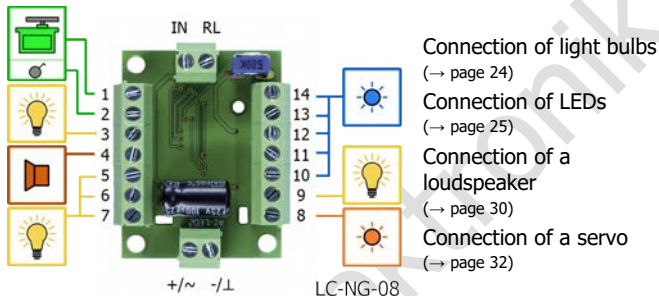 IN RL
500K
1
2
3
4
5
6
7
14
13
12
11
10
9
8
+/~ -/⊥
LC-NG-08
Connection of light bulbs
(→ page 24)
Connection of LEDs
(→ page 25)
Connection of a
loudspeaker
(→ page 30)
Connection of a servo
(→ page 32)